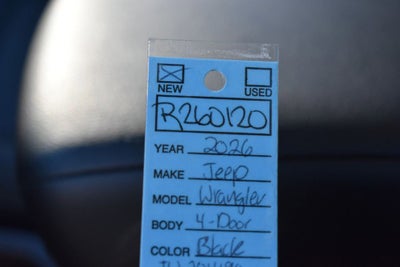 NEW USED
R260120
YEAR 2026
MAKE Jeep
MODEL Wrangler
BODY 4-Door
COLOR Black